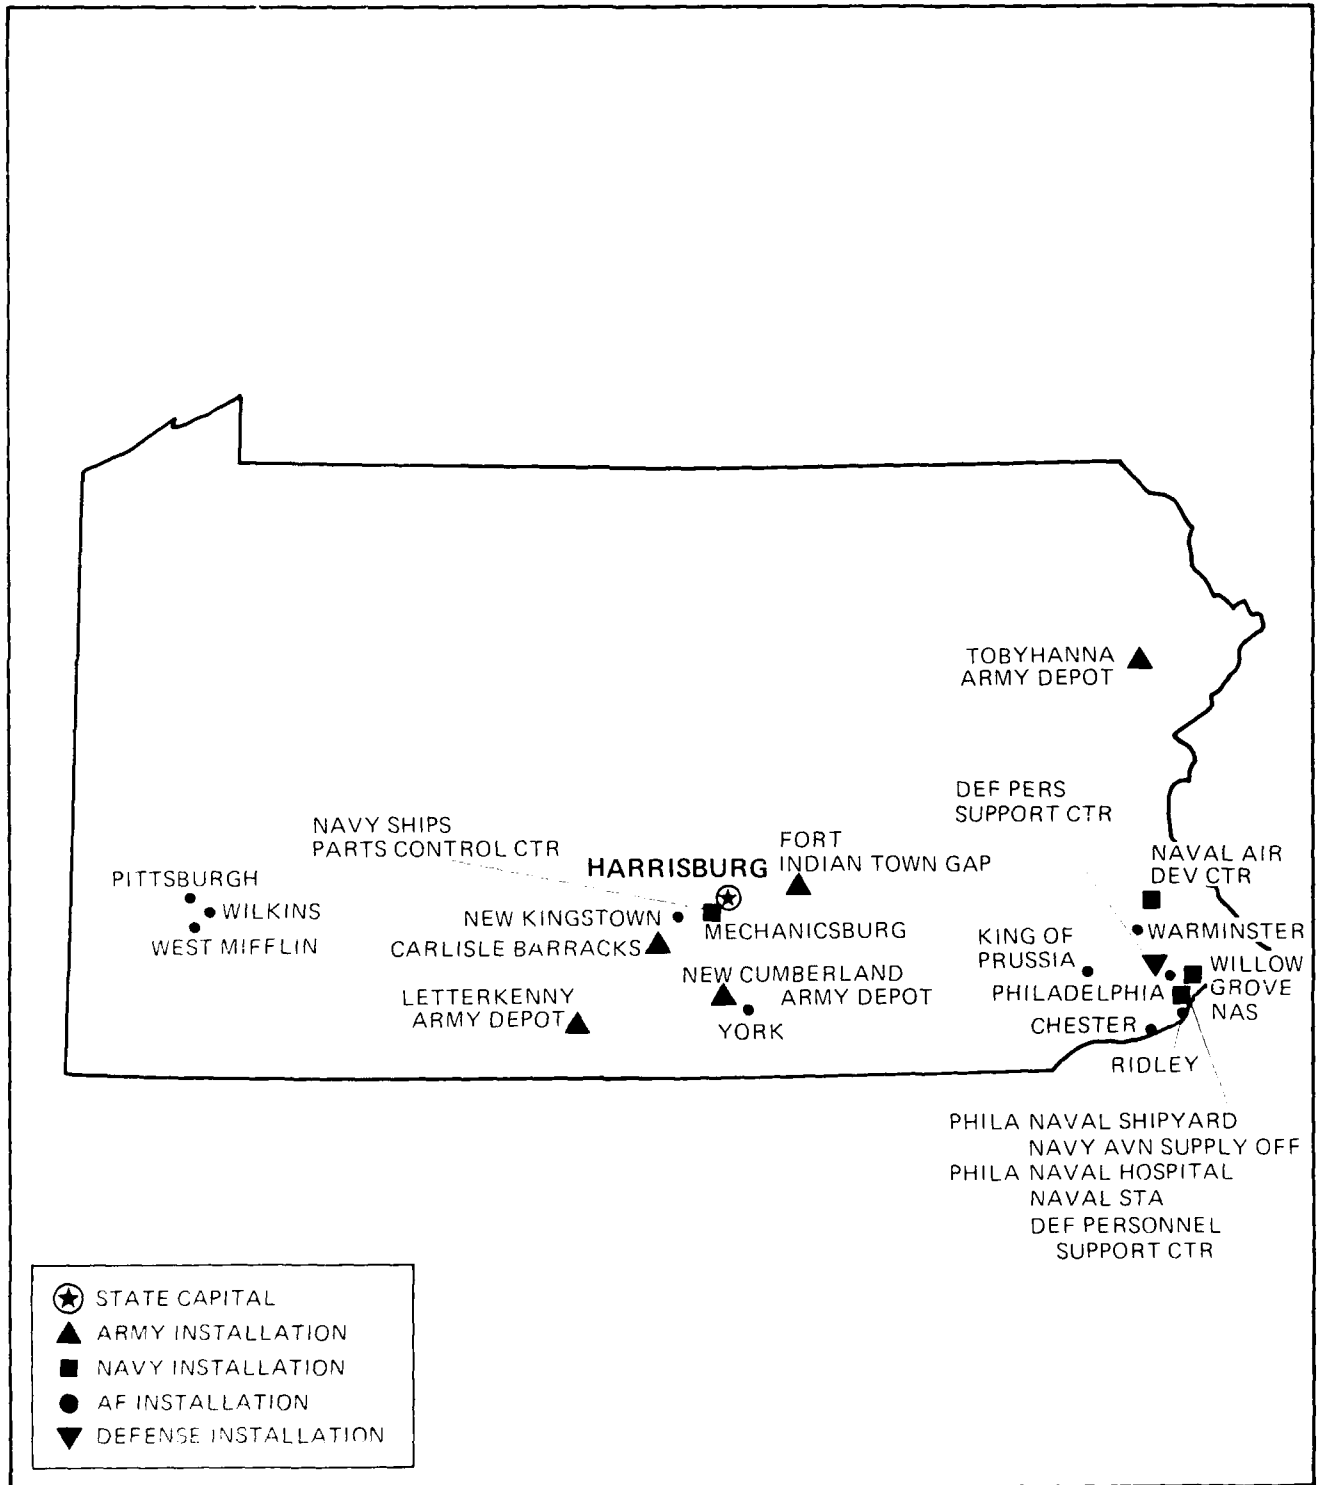 TOBYHANNA
ARMY DEPOT
DEF PERS
SUPPORT CTR
NAVY SHIPS
PARTS CONTROL CTR
HARRISBURG
FORT
INDIAN TOWN GAP
NAVAL AIR
DEV CTR
PITTSBURGH
WILKINS
WEST MIFFLIN
NEW KINGSTOWN
MECHANICSBURG
CARLISLE BARRACKS
WARMINSTER
KING OF
PRUSSIA
WILLOW
GROVE
NAS
NEW CUMBERLAND
ARMY DEPOT
PHILADELPHIA
LETTERKENNY
ARMY DEPOT
YORK
CHESTER
RIDLEY
PHILA NAVAL SHIPYARD
NAVY AVN SUPPLY OFF
PHILA NAVAL HOSPITAL
NAVAL STA
DEF PERSONNEL
SUPPORT CTR
STATE CAPITAL
ARMY INSTALLATION
NAVY INSTALLATION
AF INSTALLATION
DEFENSE INSTALLATION